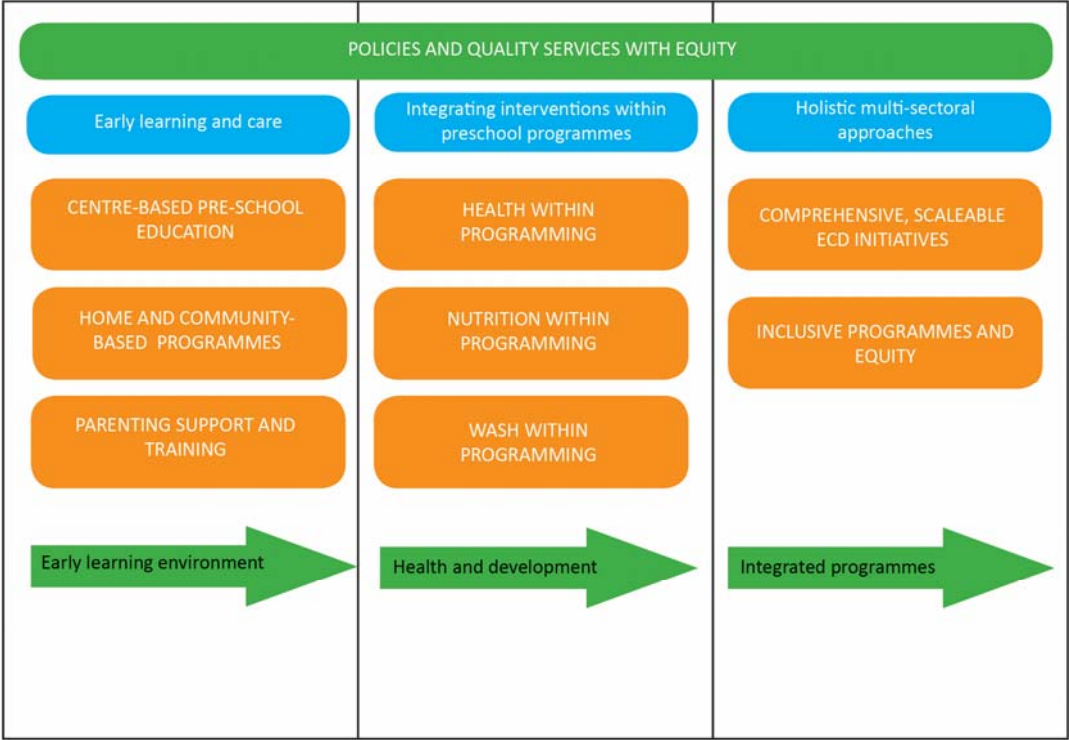 POLICIES AND QUALITY SERVICES WITH EQUITY
Early learning and care
Integrating interventions within
preschool programmes
Holistic multi-sectoral
approaches
CENTRE-BASED PRE-SCHOOL
EDUCATION
HOME AND COMMUNITY-
BASED PROGRAMMES
PARENTING SUPPORT AND
TRAINING
HEALTH WITHIN
PROGRAMMING
NUTRITION WITHIN
PROGRAMMING
WASH WITHIN
PROGRAMMING
COMPREHENSIVE, SCALEABLE
ECD INITIATIVES
INCLUSIVE PROGRAMMES AND
EQUITY
Early learning environment
Health and development
Integrated programmes